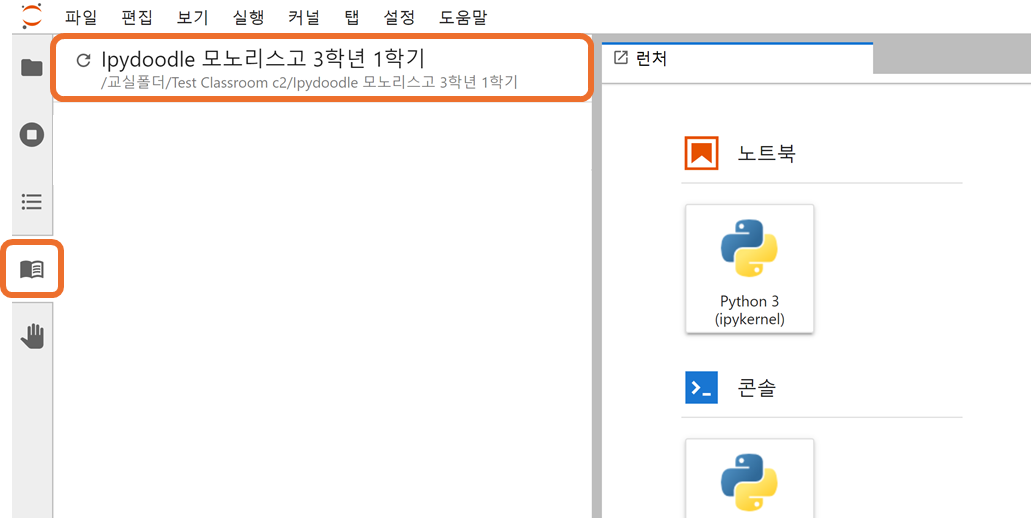 파일 편집 보기 실행 커널 탭 설정 도움말
Ipydoodle 모노리스고 3학년 1학기
/교실폴더/Test Classroom c2/Ipydoodle 모노리스고 3학년 1학기
런처
노트북
Python 3
(ipykernel)
콘솔